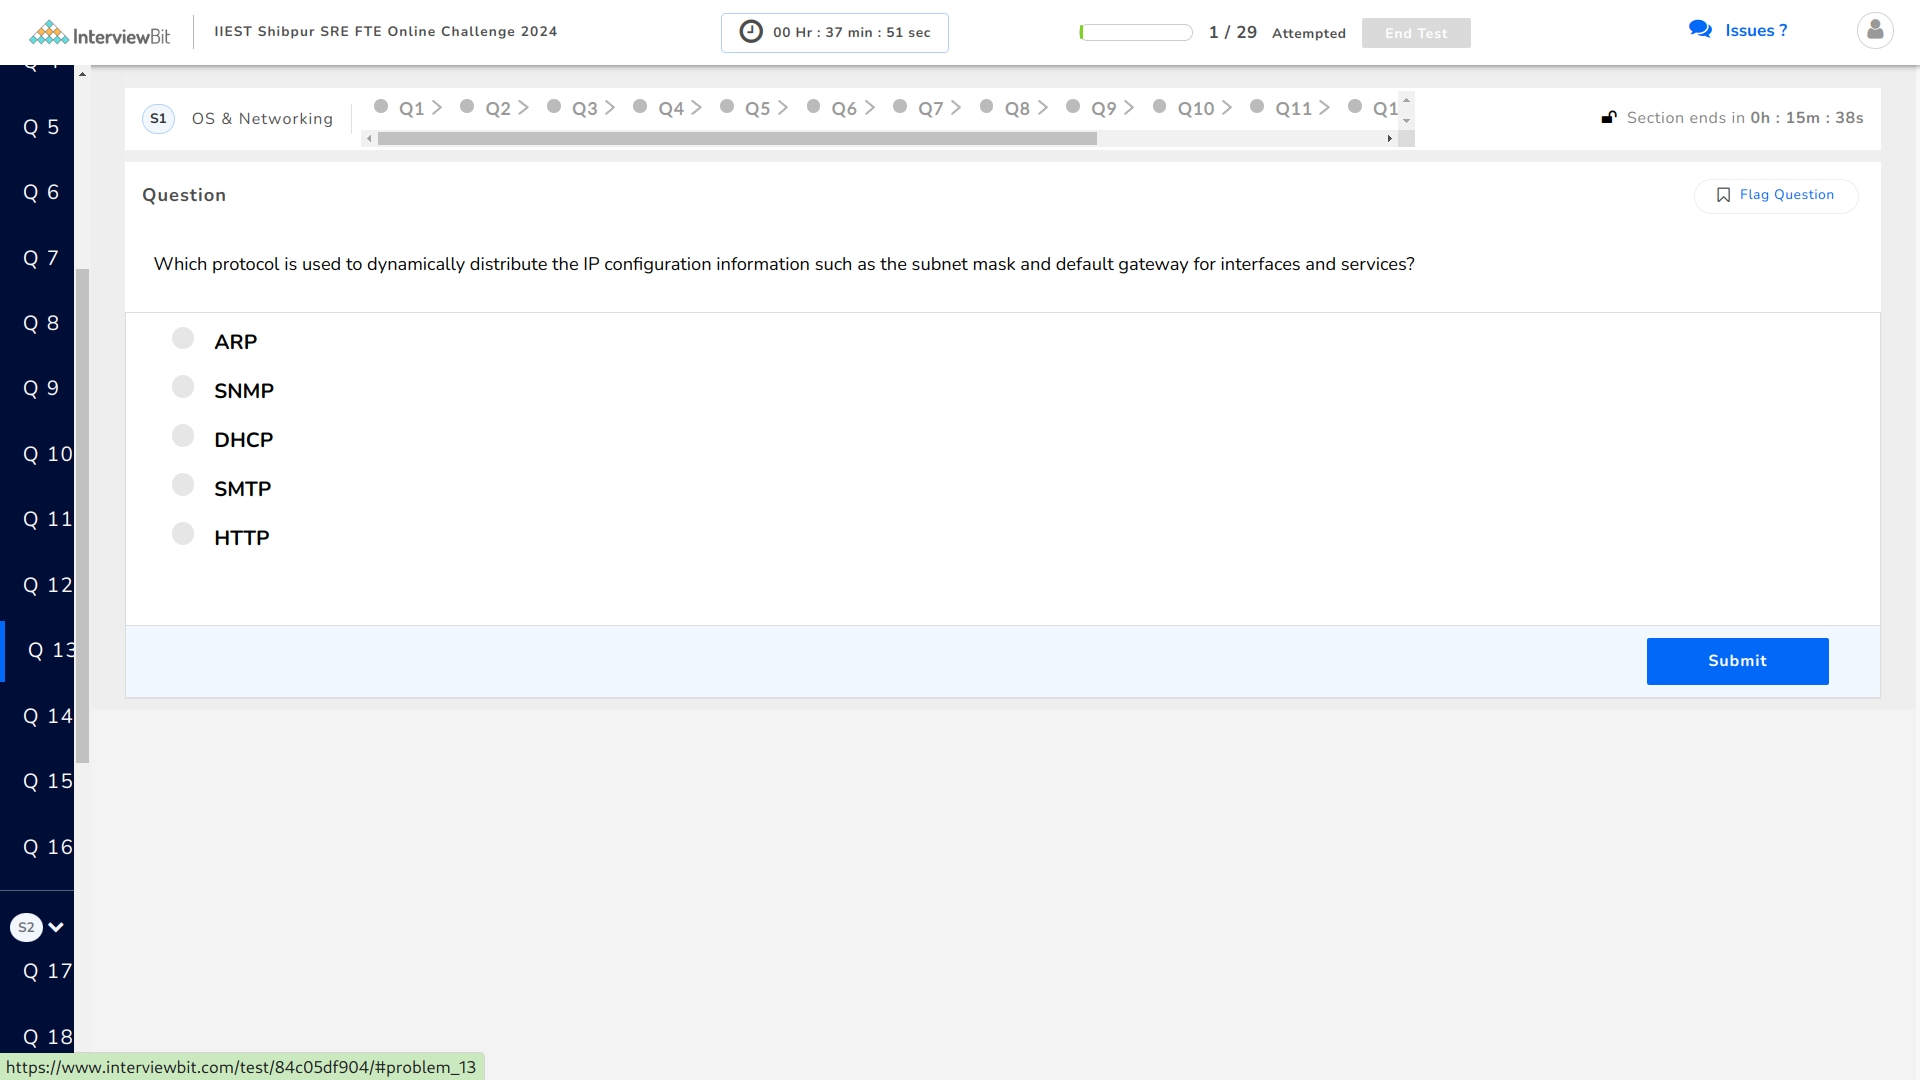 InterviewBit
IIEST Shibpur SRE FTE Online Challenge 2024
00 Hr : 37 min : 51 sec
1 / 29 Attempted
End Test
Issues ?
Q 5
Q 6
Q 7
Q 8
Q 9
Q 10
Q 11
Q 12
Q 13
Q 14
Q 15
Q 16
S2
Q 17
Q 18
S1 OS & Networking
Q1 Q2 Q3 Q4 Q5 Q6 Q7 Q8 Q9 Q10 Q11 Q1
Section ends in 0h : 15m : 38s
Question
Flag Question
Which protocol is used to dynamically distribute the IP configuration information such as the subnet mask and default gateway for interfaces and services?
ARP
SNMP
DHCP
SMTP
HTTP
Submit
https://www.interviewbit.com/test/84c05df904/#problem_13